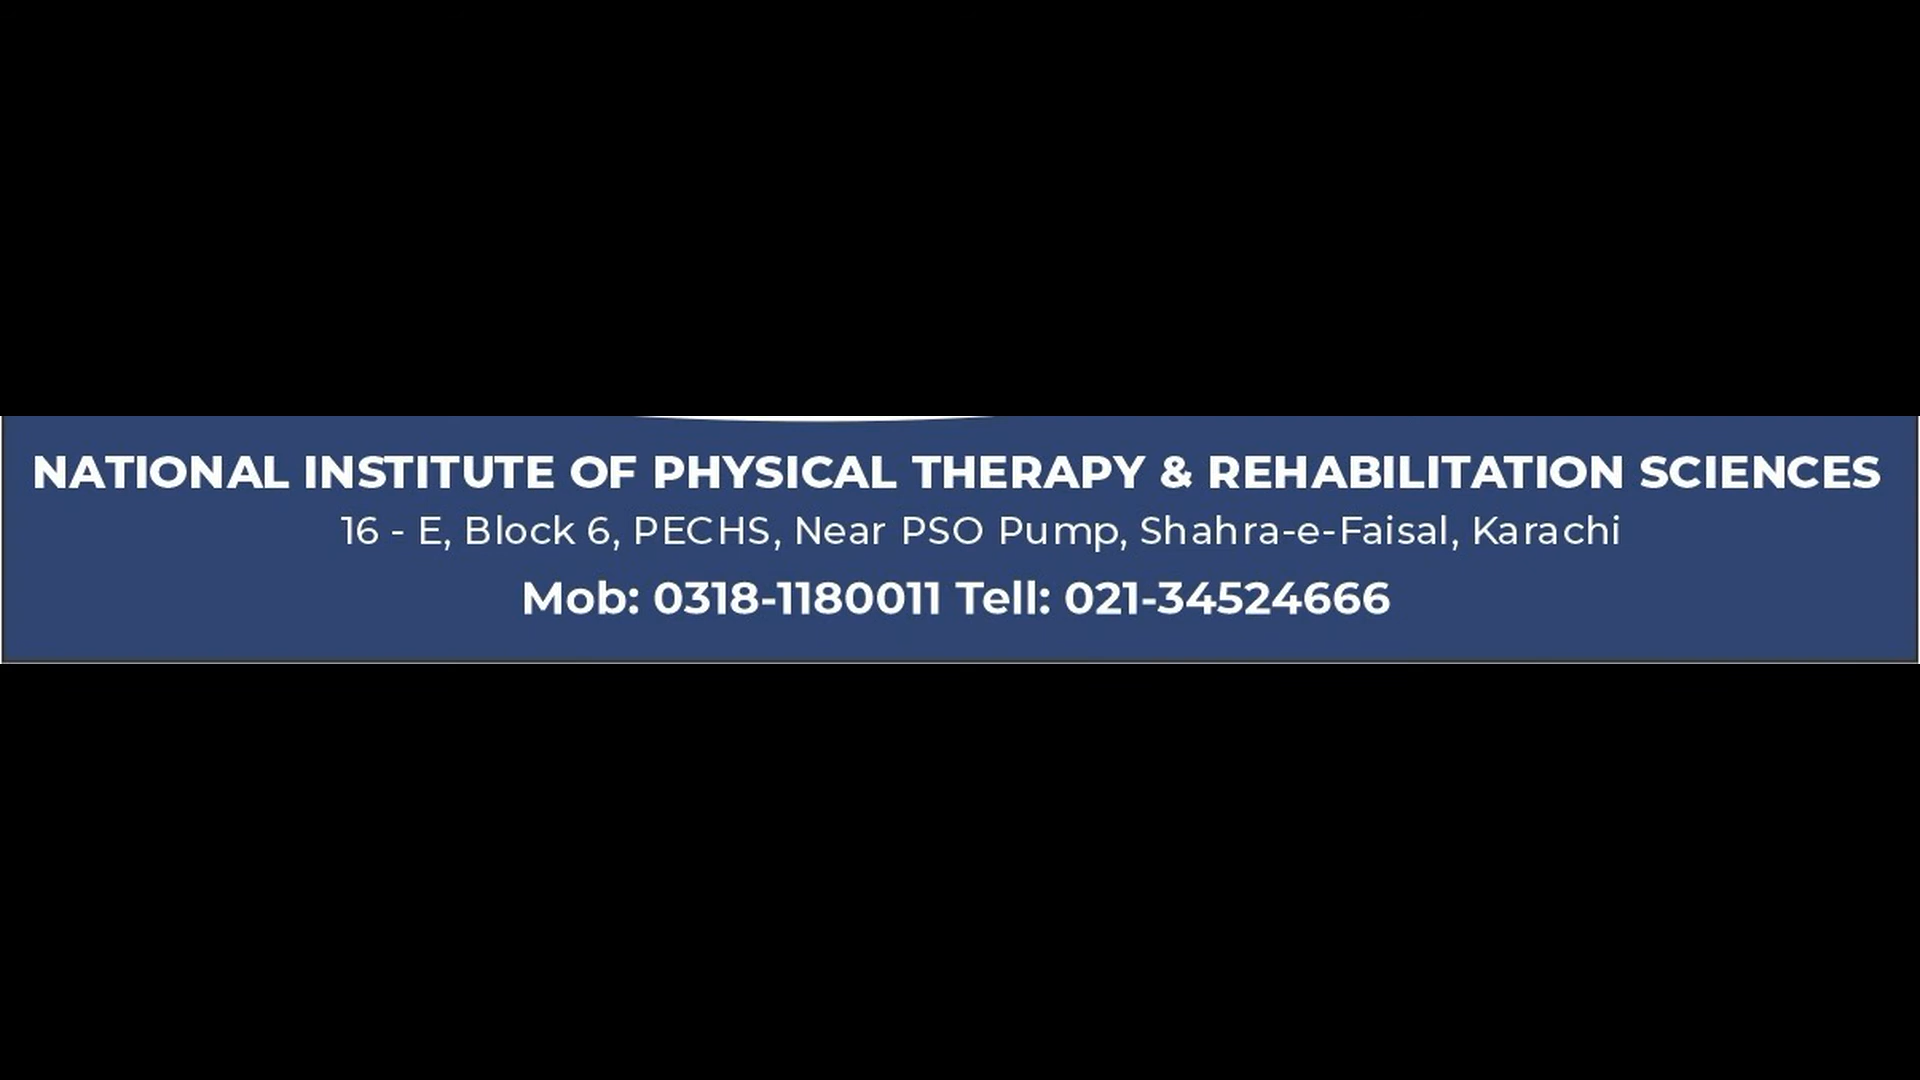 NATIONAL INSTITUTE OF PHYSICAL THERAPY & REHABILITATION SCIENCES
16 - E, Block 6, PECHS, Near PSO Pump, Shahra-e-Faisal, Karachi
Mob: 0318-1180011 Tell: 021-34524666